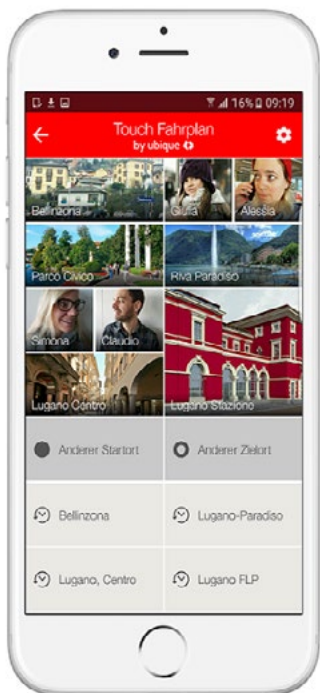 16% 09:19
Touch Fahrplan
by ubique
Bellinzona
Giulia
Alessia
Parco Civico
Riva Paradiso
Simona
Claudio
Lugano Centro
Lugano Stazione
Anderer Startort
Anderer Zielort
Bellinzona
Lugano-Paradiso
Lugano, Centro
Lugano FLP